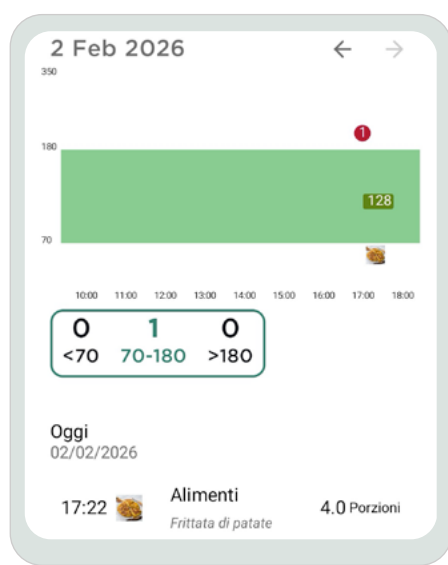 2 Feb 2026
350
1
180
128
70
10:00 11:00 12:00 13:00 14:00 15:00 16:00 17:00 18:00
0 1 0
<70 70-180 >180
Oggi
02/02/2026
17:22 Alimenti 4.0 Porzioni
Frittata di patate